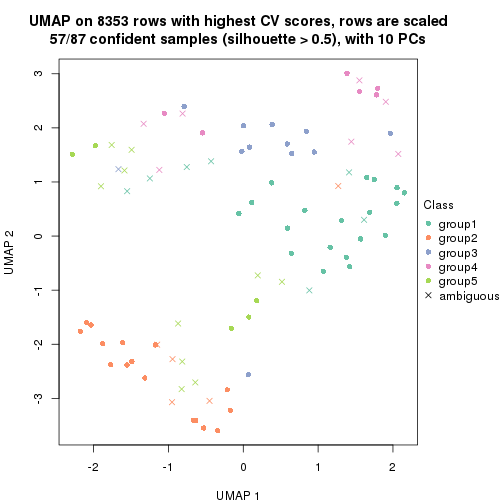 UMAP on 8353 rows with highest CV scores, rows are scaled
57/87 confident samples (silhouette > 0.5), with 10 PCs
3
2
1
0
-1
-2
-3
UMAP 2
-2
-1
0
1
2
UMAP 1
Class
group1
group2
group3
group4
group5
ambiguous